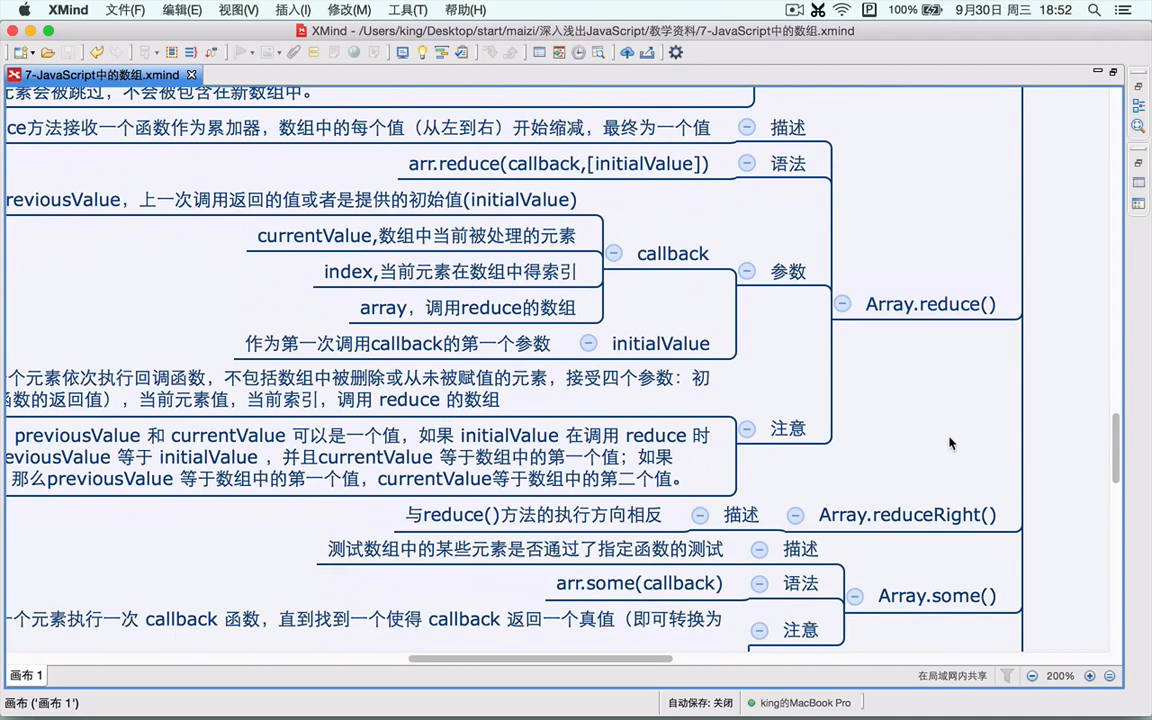 XMind 文件(F) 编辑(E) 视图(V) 插入(I) 修改(M) 工具(T) 帮助(H) 100% 9月30日 周三 18:52
XMind - /Users/king/Desktop/start/maizi/深入浅出JavaScript/教学资料/7-JavaScript中的数组.xmind
7-JavaScript中的数组.xmind
元素会被跳过，不会被包含在新数组中。
ce方法接收一个函数作为累加器，数组中的每个值（从左到右）开始缩减，最终为一个值 描述
arr.reduce(callback,[initialValue]) 语法
reviousValue，上一次调用返回的值或者是提供的初始值(initialValue)
currentValue,数组中当前被处理的元素
callback
index,当前元素在数组中得索引 参数
array，调用reduce的数组 Array.reduce()
作为第一次调用callback的第一个参数 initialValue
个元素依次执行回调函数，不包括数组中被删除或从未被赋值的元素，接受四个参数：初
函数的返回值），当前元素值，当前索引，调用 reduce 的数组
注意
previousValue 和 currentValue 可以是一个值，如果 initialValue 在调用 reduce 时
eviousValue 等于 initialValue ，并且currentValue 等于数组中的第一个值；如果
那么previousValue 等于数组中的第一个值，currentValue等于数组中的第二个值。
与reduce()方法的执行方向相反 描述 Array.reduceRight()
测试数组中的某些元素是否通过了指定函数的测试 描述
arr.some(callback) 语法 Array.some()
一个元素执行一次 callback 函数，直到找到一个使得 callback 返回一个真值（即可转换为
注意
画布 1 在局域网内共享 200%
画布 ('画布 1') 自动保存: 关闭 king的MacBook Pro